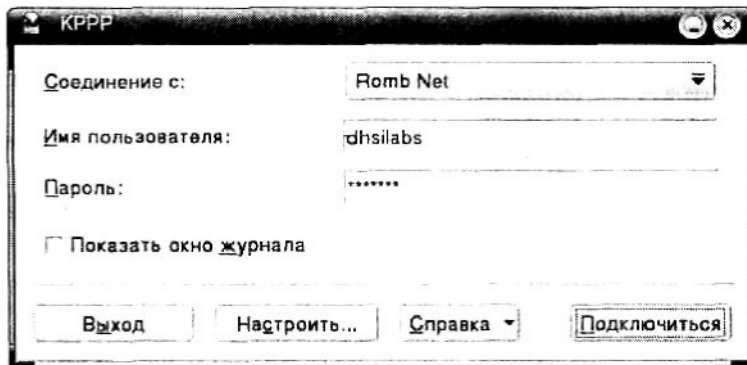 KPPP
Соединение с: Romb Net
Имя пользователя: dhsilabs
Пароль: *******
Показать окно журнала
Выход Настроить... Справка Подключиться